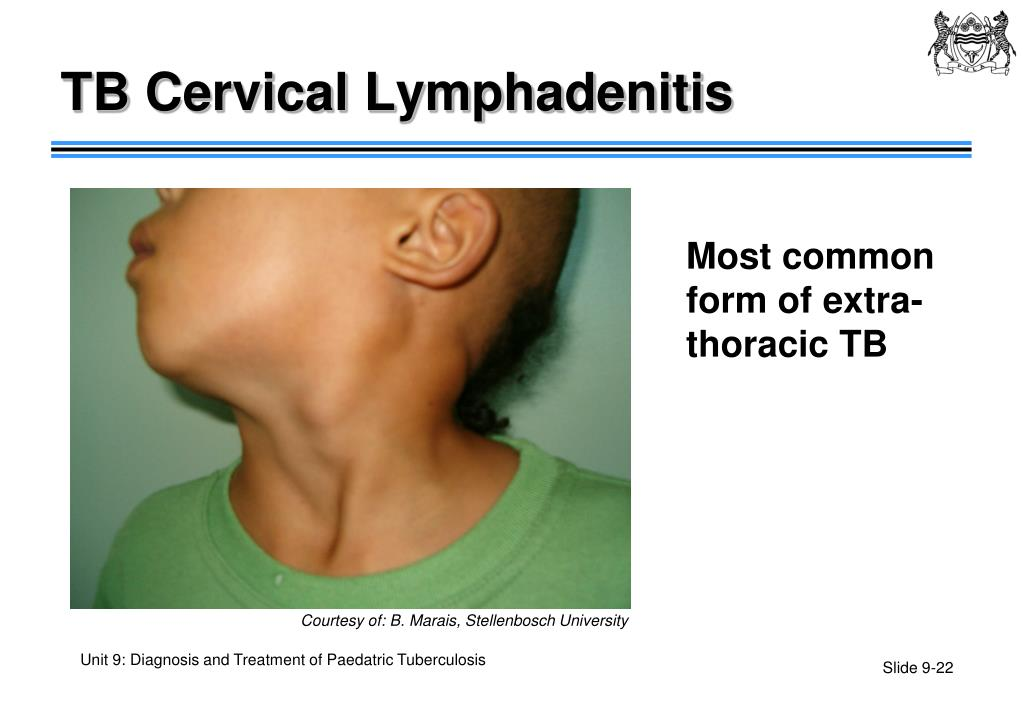 TB Cervical Lymphadenitis
Most common
form of extra-
thoracic TB
Courtesy of: B. Marais, Stellenbosch University
Unit 9: Diagnosis and Treatment of Paediatric Tuberculosis
Slide 9-22